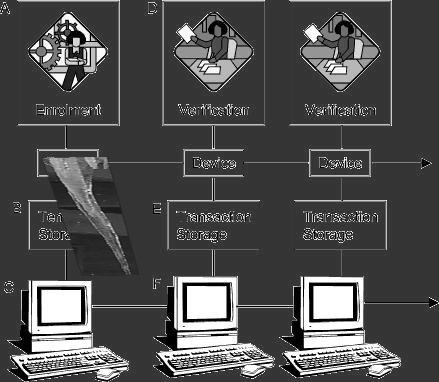 A
D
Enrolment
Verification
Verification
Device
Device
B
E
Transaction
Storage
Transaction
Storage
C
F